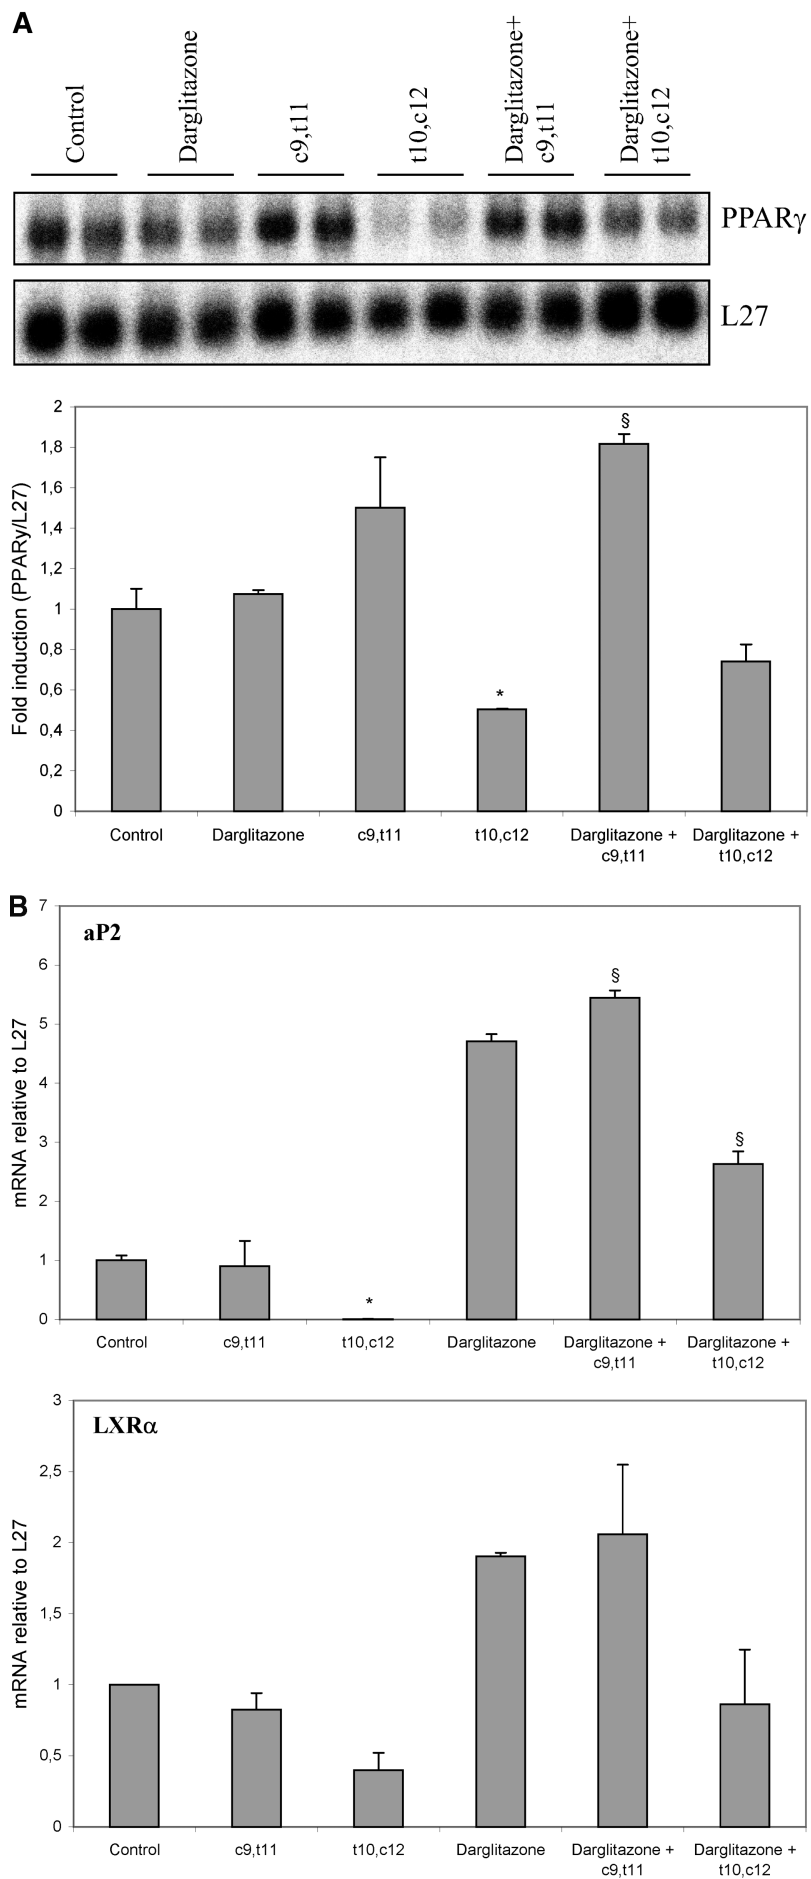 A
Control
Darglitazone
c9,t11
t10,c12
Darglitazone+
c9,t11
Darglitazone+
t10,c12
PPARγ
L27
Fold induction (PPARy/L27)
2
1,8
1,6
1,4
1,2
1
0,8
0,6
0,4
0,2
0
*
§
Control
Darglitazone
c9,t11
t10,c12
Darglitazone +
c9,t11
Darglitazone +
t10,c12
B
aP2
mRNA relative to L27
7
6
5
4
3
2
1
0
*
§
§
Control
c9,t11
t10,c12
Darglitazone
Darglitazone +
c9,t11
Darglitazone +
t10,c12
LXRα
mRNA relative to L27
3
2,5
2
1,5
1
0,5
0
Control
c9,t11
t10,c12
Darglitazone
Darglitazone +
c9,t11
Darglitazone +
t10,c12